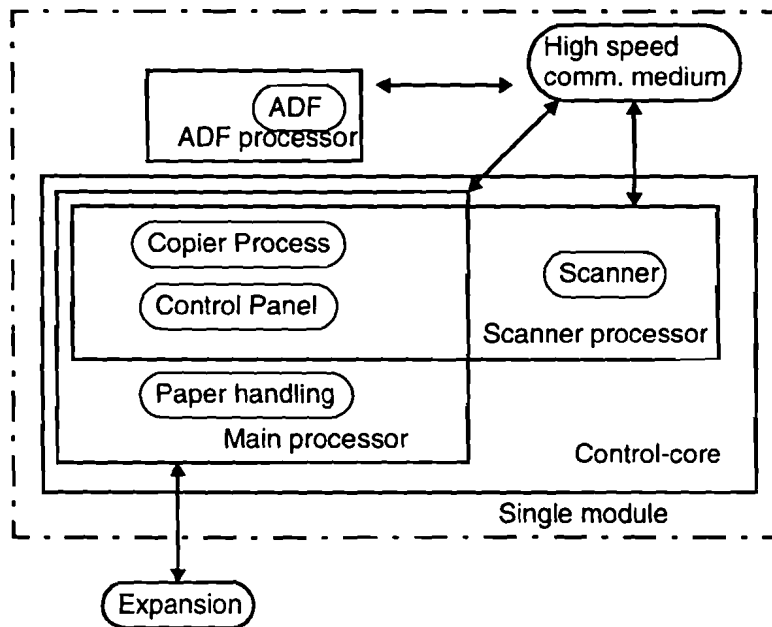 High speed
comm. medium
ADF
ADF processor
Copier Process
Scanner
Control Panel
Scanner processor
Paper handling
Main processor
Control-core
Single module
Expansion